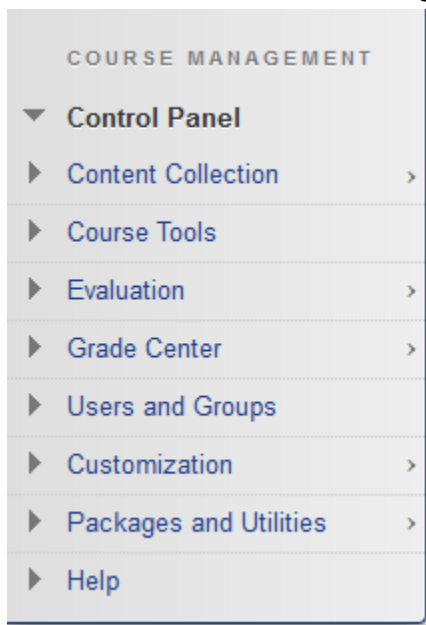 COURSE MANAGEMENT
Control Panel
Content Collection
Course Tools
Evaluation
Grade Center
Users and Groups
Customization
Packages and Utilities
Help